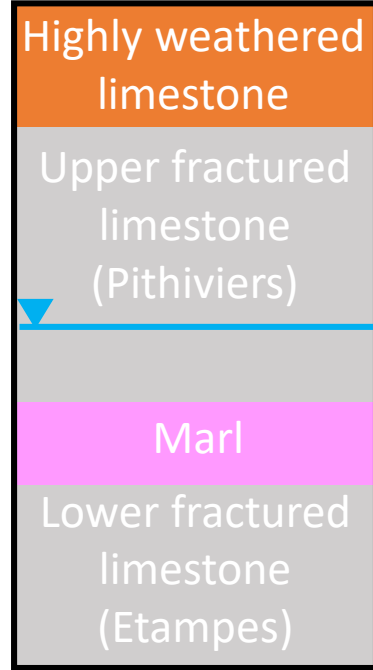 Highly weathered
limestone
Upper fractured
limestone
(Pithiviers)
Marl
Lower fractured
limestone
(Etampes)